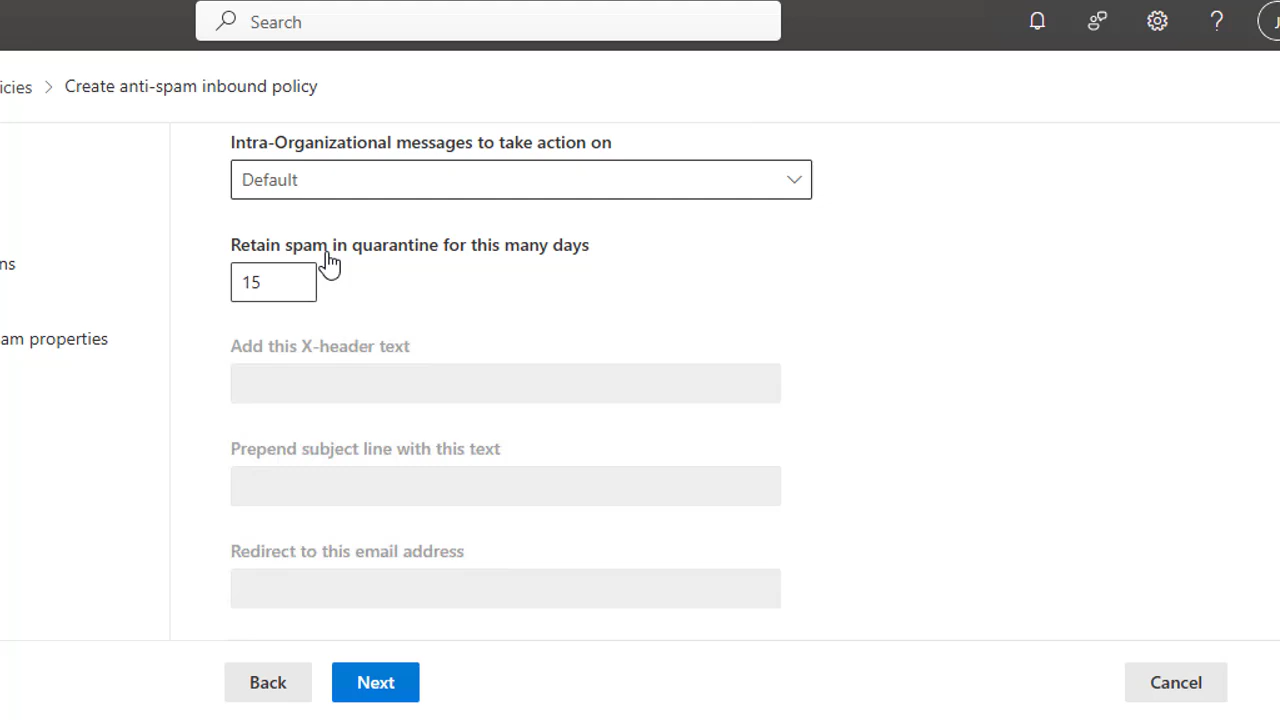 Search
?
J
icies > Create anti-spam inbound policy
Intra-Organizational messages to take action on
Default
Retain spam in quarantine for this many days
15
ns
Add this X-header text
am properties
Prepend subject line with this text
Redirect to this email address
Back
Next
Cancel